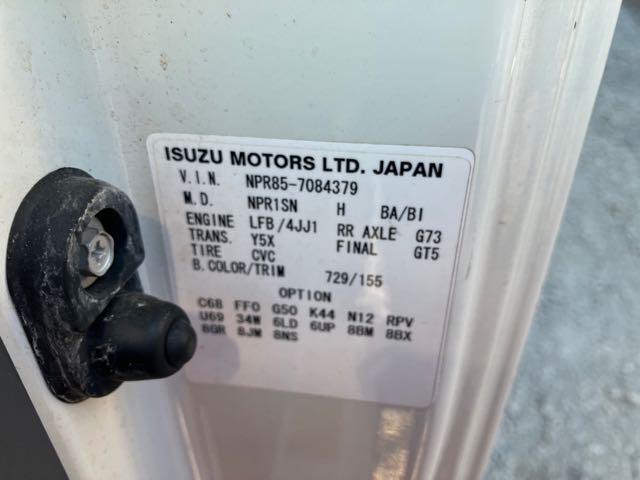 ISUZU MOTORS LTD. JAPAN
V.I.N. NPR85-7084379
M.D. NPR1SN H BA/BI
ENGINE LFB/4JJ1 RR AXLE G73
TRANS. Y5X FINAL GT5
TIRE CVC
B.COLOR/TRIM 729/155
OPTION
C68 FF0 G50 K44 N12 RPV
U69 34W 6LD 6UP 8BM 8BX
8GR 8JM 8NS